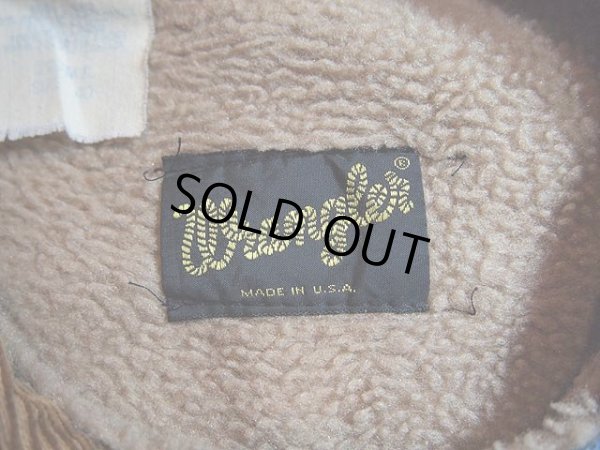 Wrangler ®
SOLD OUT
MADE IN U.S.A.